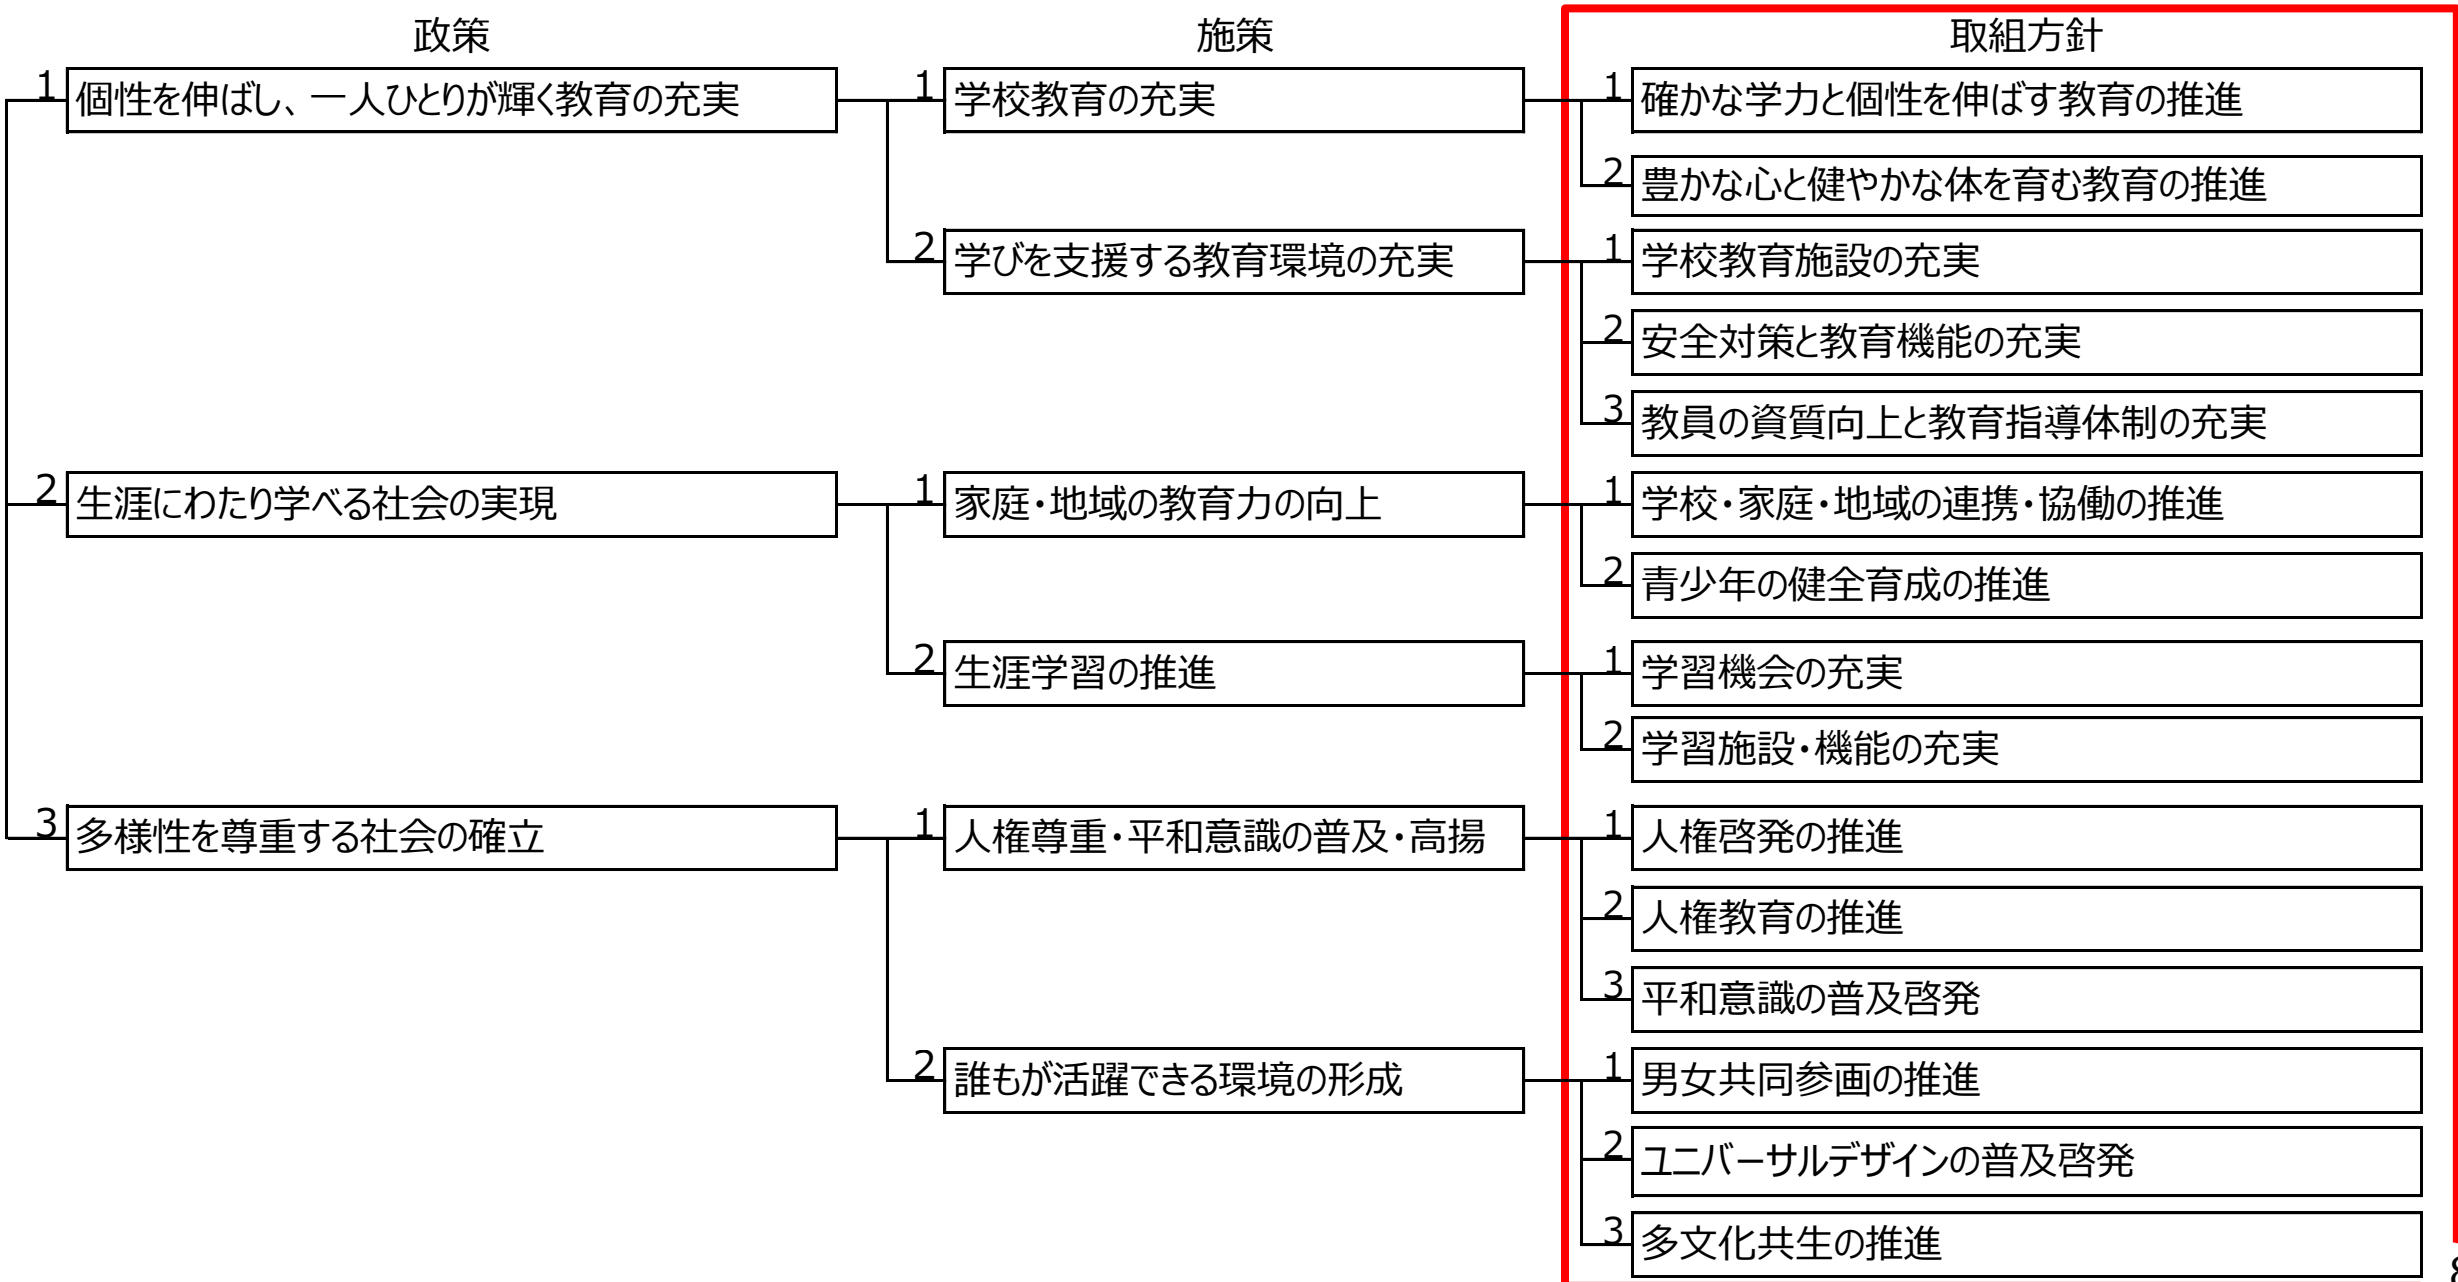 政策 施策 取組方針
1 個性を伸ばし、一人ひとりが輝く教育の充実 1 学校教育の充実 1 確かな学力と個性を伸ばす教育の推進
2 豊かな心と健やかな体を育む教育の推進
2 学びを支援する教育環境の充実 1 学校教育施設の充実
2 安全対策と教育機能の充実
3 教員の資質向上と教育指導体制の充実
2 生涯にわたり学べる社会の実現 1 家庭・地域の教育力の向上 1 学校・家庭・地域の連携・協働の推進
2 青少年の健全育成の推進
2 生涯学習の推進 1 学習機会の充実
2 学習施設・機能の充実
3 多様性を尊重する社会の確立 1 人権尊重・平和意識の普及・高揚 1 人権啓発の推進
2 人権教育の推進
3 平和意識の普及啓発
2 誰もが活躍できる環境の形成 1 男女共同参画の推進
2 ユニバーサルデザインの普及啓発
3 多文化共生の推進